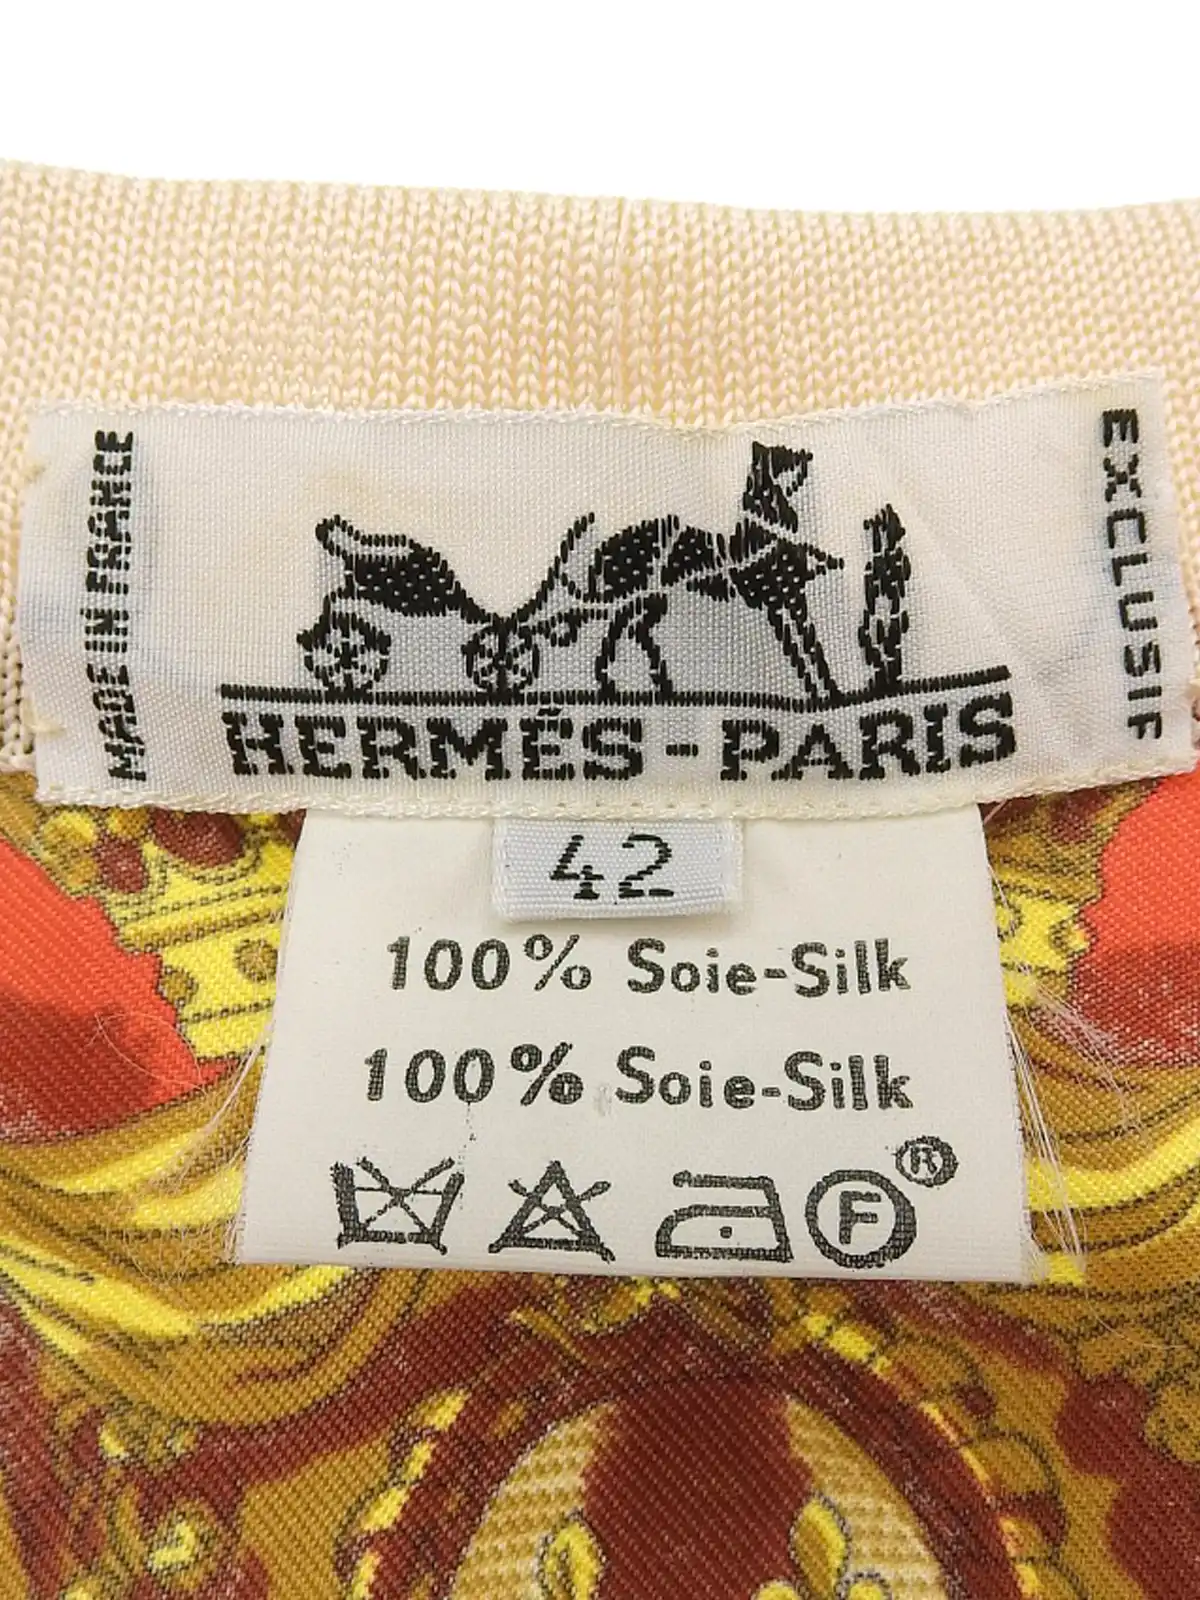 MADE IN FRANCE
EXCLUSIF
HERMÈS-PARIS
42
100% Soie-Silk
100% Soie-Silk
F ®